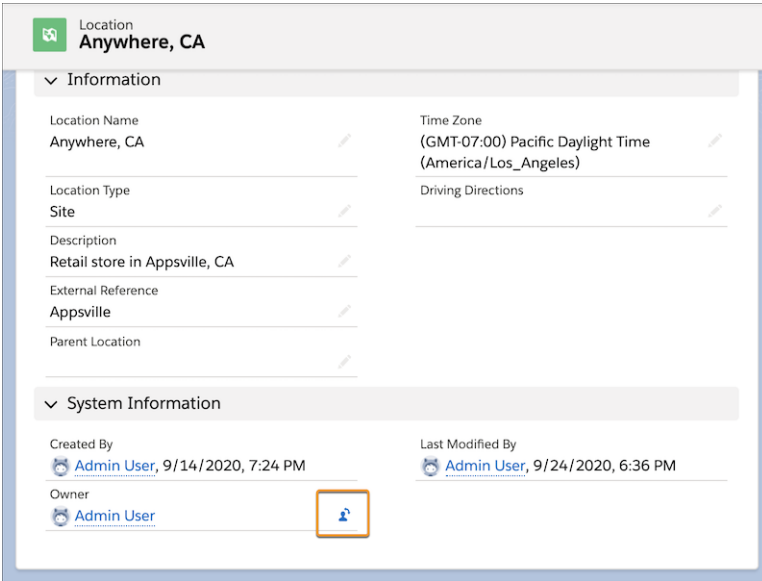 Location
Anywhere, CA
Information
Location Name
Anywhere, CA
Time Zone
(GMT-07:00) Pacific Daylight Time
(America/Los_Angeles)
Location Type
Site
Driving Directions
Description
Retail store in Appsville, CA
External Reference
Appsville
Parent Location
System Information
Created By
Admin User, 9/14/2020, 7:24 PM
Last Modified By
Admin User, 9/24/2020, 6:36 PM
Owner
Admin User